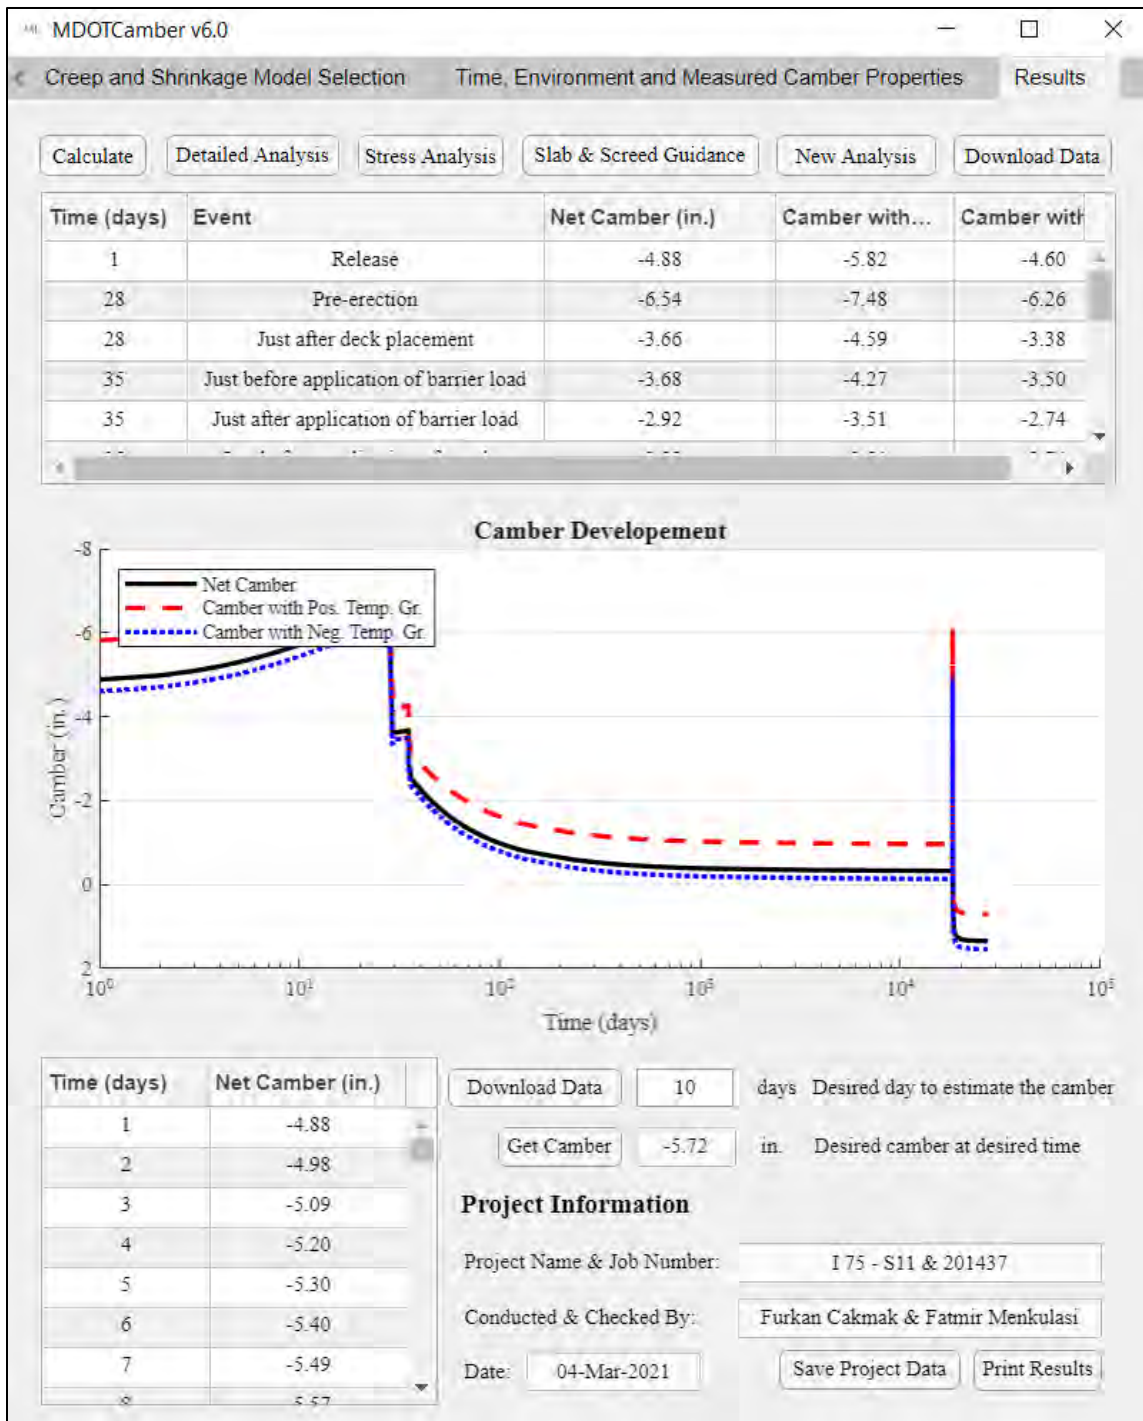 MDOTCamber v6.0
Creep and Shrinkage Model Selection Time, Environment and Measured Camber Properties Results
Calculate Detailed Analysis Stress Analysis Slab & Screed Guidance New Analysis Download Data
Time (days) Event Net Camber (in.) Camber with... Camber with
1 Release -4.88 -5.82 -4.60
28 Pre-erection -6.54 -7.48 -6.26
28 Just after deck placement -3.66 -4.59 -3.38
35 Just before application of barrier load -3.68 -4.27 -3.50
35 Just after application of barrier load -2.92 -3.51 -2.74
Camber Developement
Net Camber
Camber with Pos. Temp. Gr.
Camber with Neg. Temp. Gr.
-8
-6
-4
-2
0
2
Camber (in.)
10⁰ 10¹ 10² 10³ 10⁴ 10⁵
Time (days)
Time (days) Net Camber (in.)
1 -4.88
2 -4.98
3 -5.09
4 -5.20
5 -5.30
6 -5.40
7 -5.49
8 -5.57
Download Data 10 days Desired day to estimate the camber
Get Camber -5.72 in. Desired camber at desired time
Project Information
Project Name & Job Number: I 75 - S11 & 201437
Conducted & Checked By: Furkan Cakmak & Fatmir Menkulasi
Date: 04-Mar-2021 Save Project Data Print Results